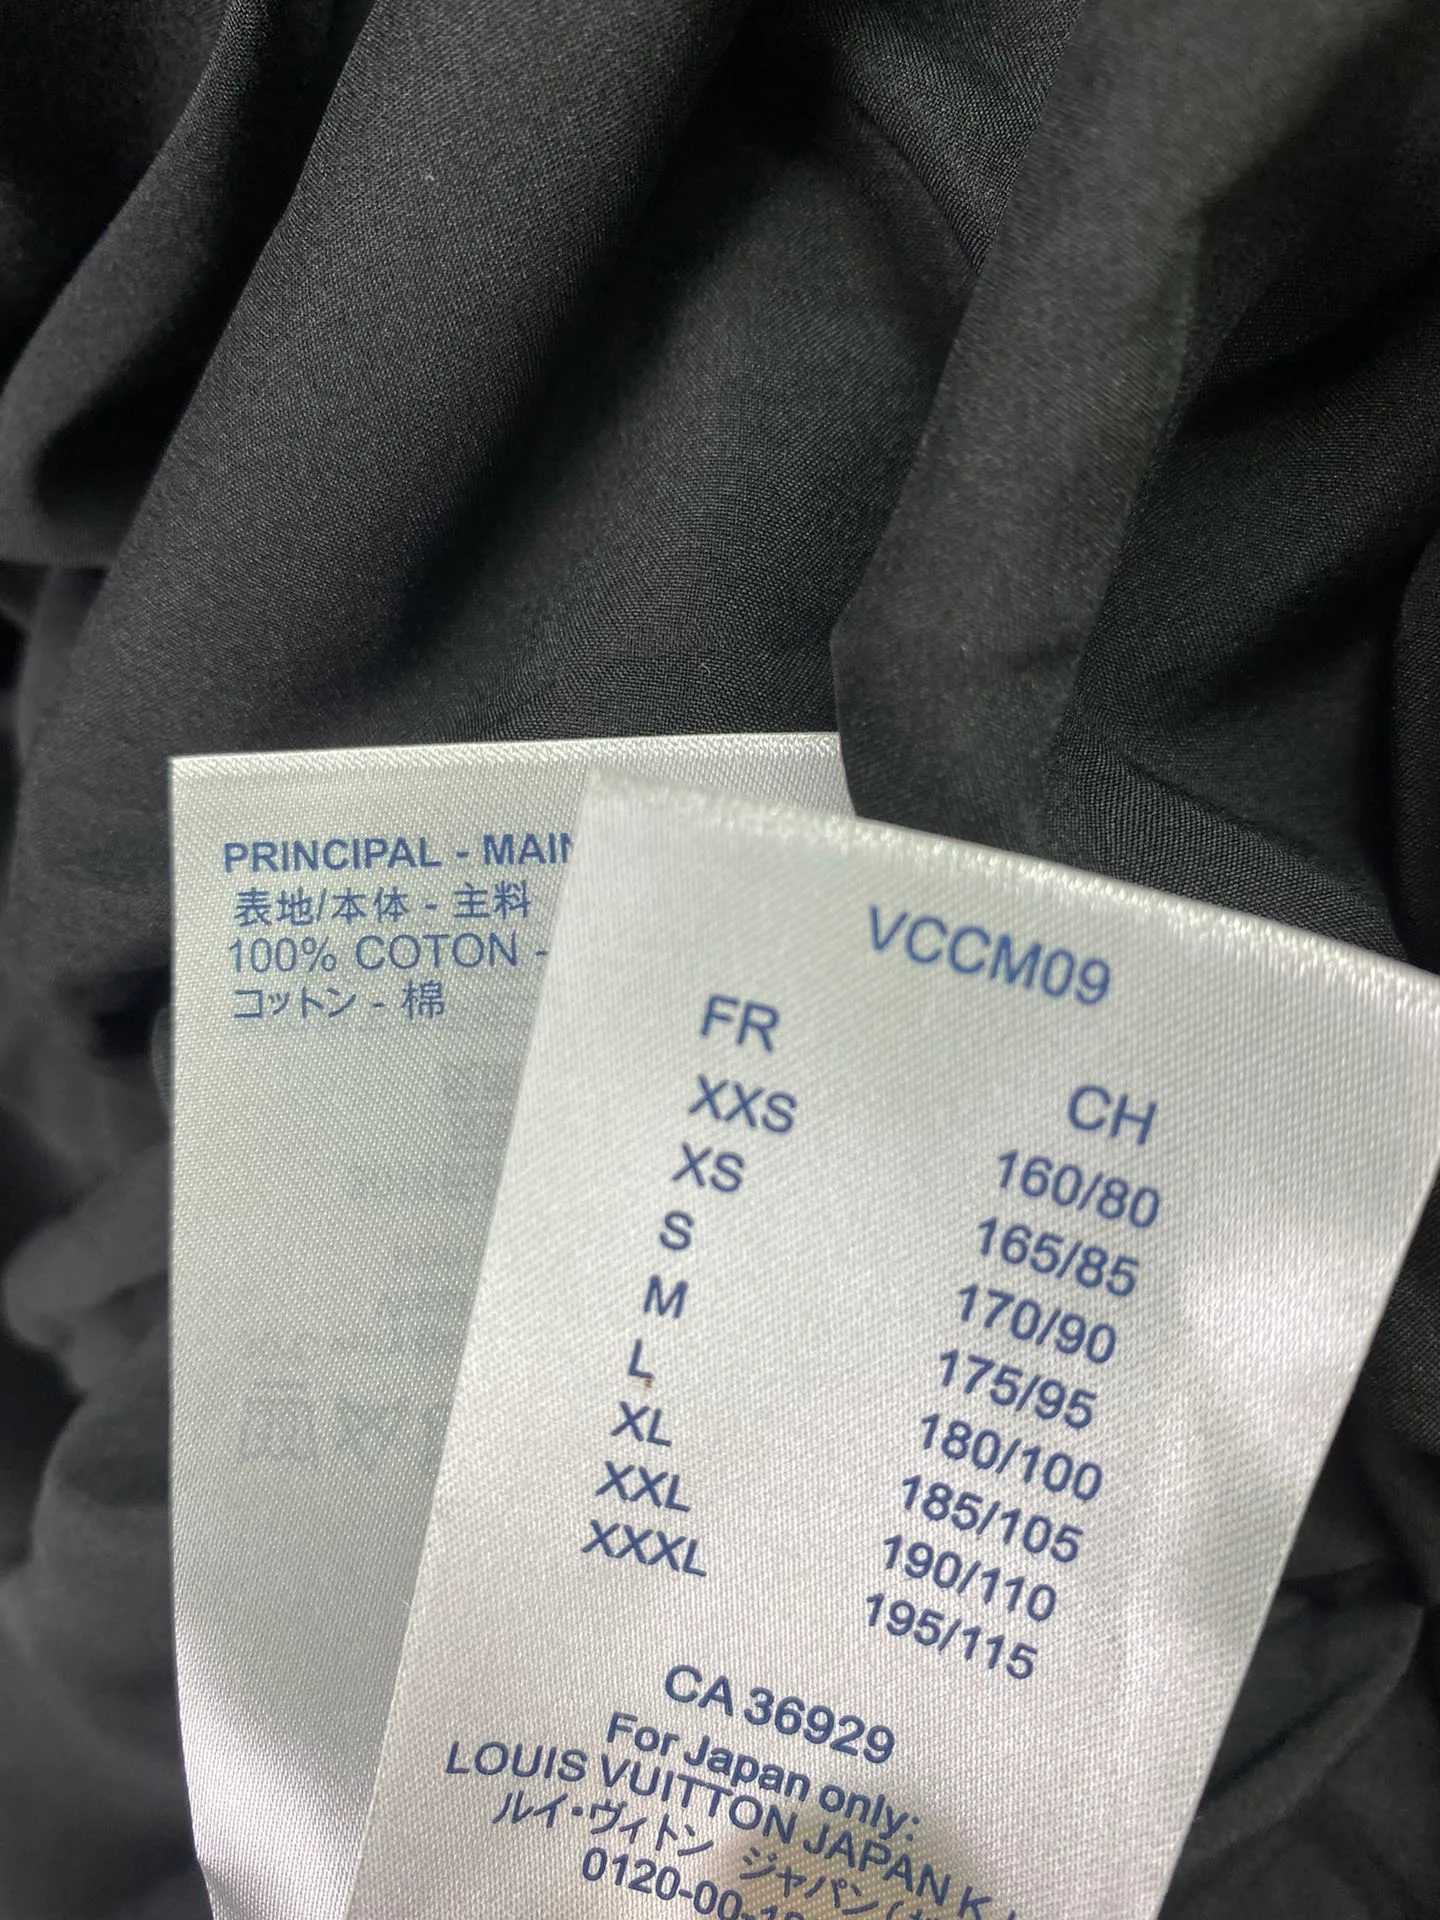 PRINCIPAL - MAIN
表地/本体 - 主料
100% COTON -
コットン - 棉
VCCM09
FR CH
XXS 160/80
XS 165/85
S 170/90
M 175/95
L 180/100
XL 185/105
XXL 190/110
XXXL 195/115
CA 36929
For Japan only:
LOUIS VUITTON JAPAN K
ルイ・ヴィトン ジャパン
0120-00-